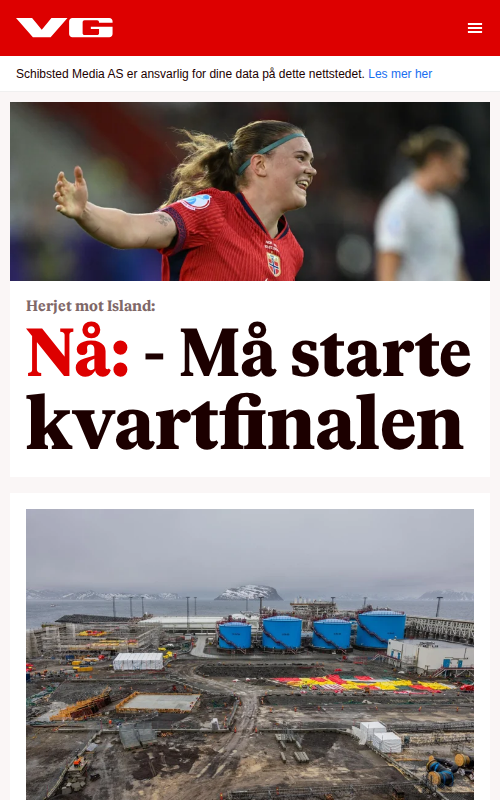 VG
Schibsted Media AS er ansvarlig for dine data på dette nettstedet. Les mer her
Herjet mot Island:
Nå: - Må starte
kvartfinalen